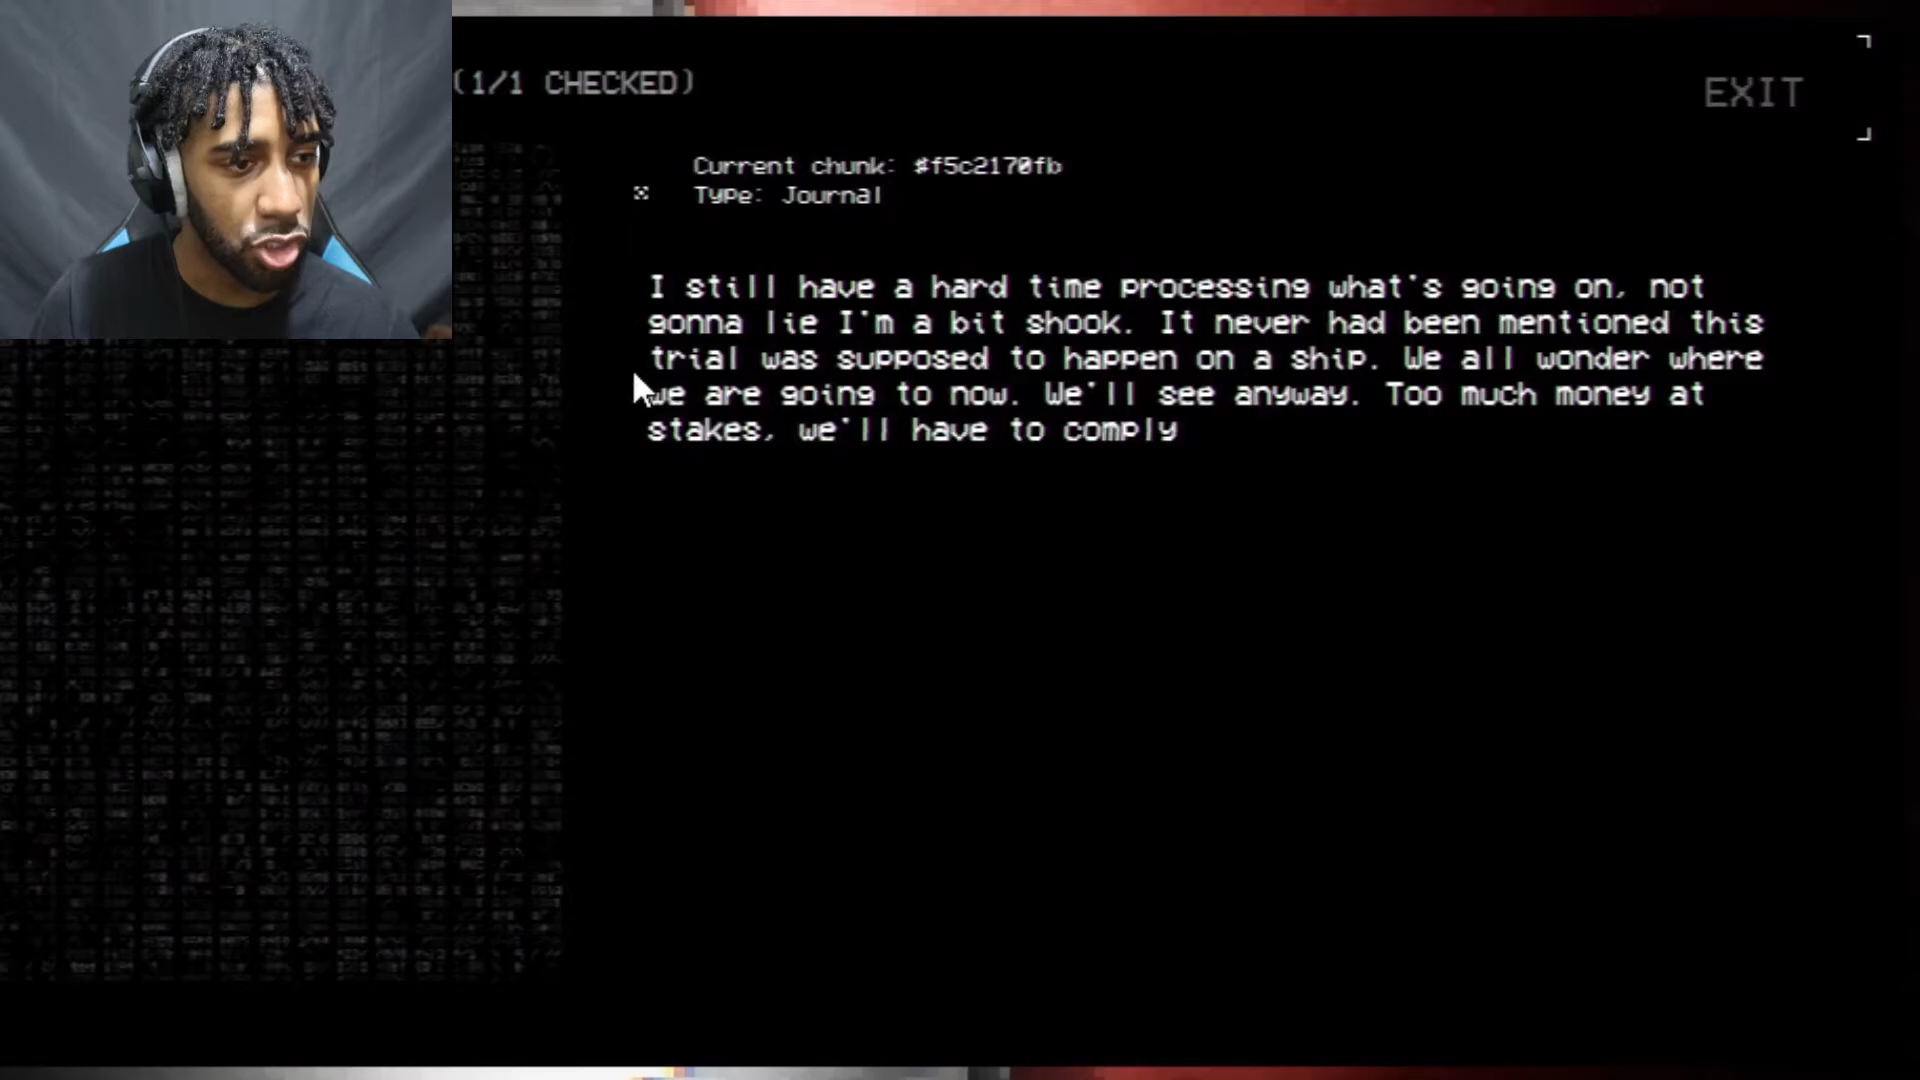 (1/1 CHECKED)
EXIT
Current chunk: #f5c2170fb
Type: Journal
I still have a hard time processing what's going on, not
gonna lie I'm a bit shook. It never had been mentioned this
trial was supposed to happen on a ship. We all wonder where
we are going to now. We'll see anyway. Too much money at
stakes, we'll have to comply